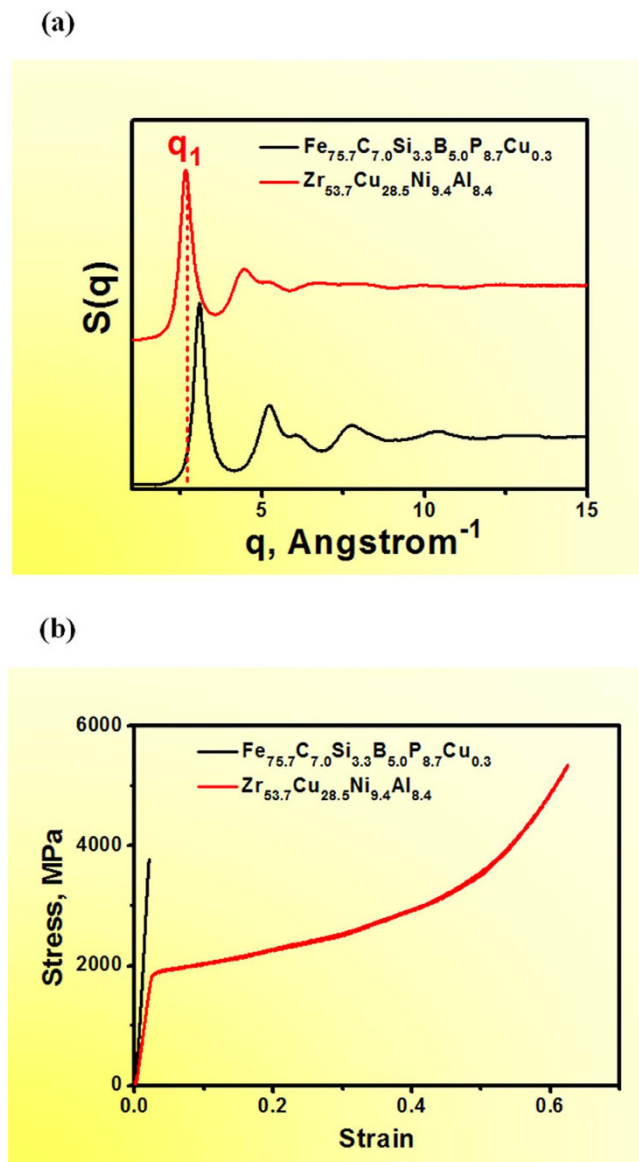 (a)
q₁
Fe₇₅.₇C₇.₀Si₃.₃B₅.₀P₈.₇Cu₀.₃
Zr₅₃.₇Cu₂₈.₅Ni₉.₄Al₈.₄
S(q)
5
10
15
q, Angstrom⁻¹
(b)
6000
Fe₇₅.₇C₇.₀Si₃.₃B₅.₀P₈.₇Cu₀.₃
Zr₅₃.₇Cu₂₈.₅Ni₉.₄Al₈.₄
4000
Stress, MPa
2000
0
0.0
0.2
0.4
0.6
Strain